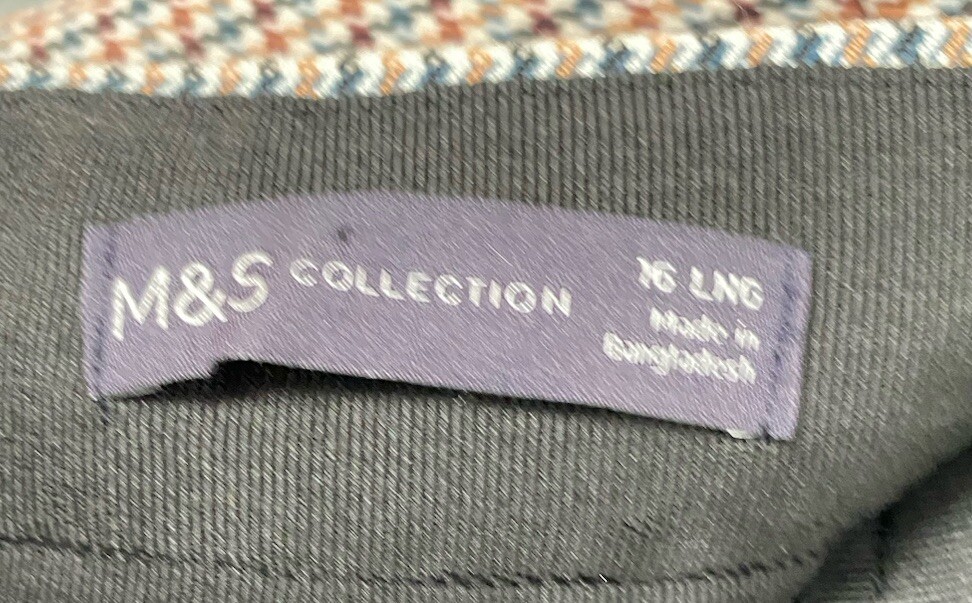 M&S COLLECTION
16 LNG
Made in
Bangladesh